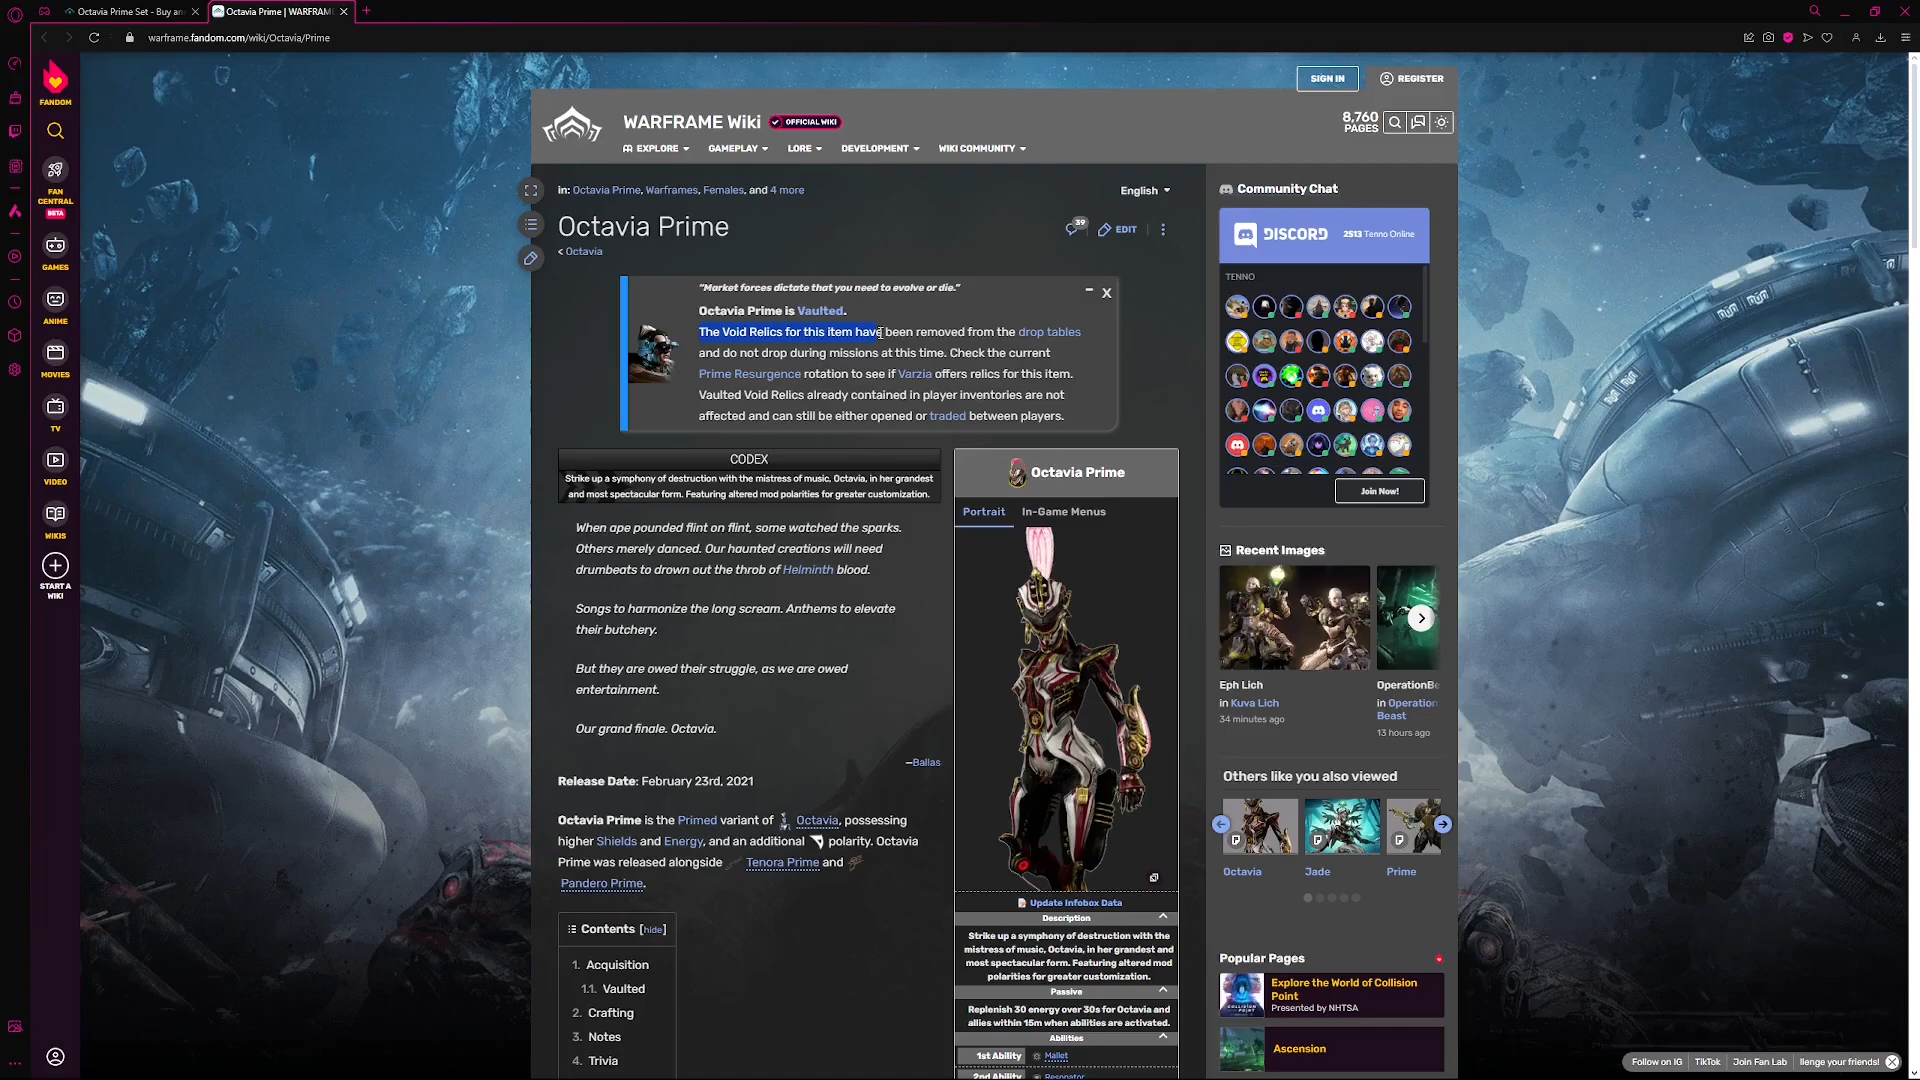 Octavia Prime Set - Buy an
Octavia Prime | WARFRAM
warframe.fandom.com/wiki/Octavia/Prime
SIGN IN
REGISTER
FANDOM
FAN CENTRAL
BETA
GAMES
ANIME
MOVIES
TV
VIDEO
WIKIS
START A WIKI
WARFRAME Wiki
OFFICIAL WIKI
8,760
PAGES
EXPLORE
GAMEPLAY
LORE
DEVELOPMENT
WIKI COMMUNITY
in: Octavia Prime, Warframes, Females, and 4 more
English
Octavia Prime
39
EDIT
< Octavia
"Market forces dictate that you need to evolve or die."
Octavia Prime is Vaulted.
The Void Relics for this item have been removed from the drop tables
and do not drop during missions at this time. Check the current
Prime Resurgence rotation to see if Varzia offers relics for this item.
Vaulted Void Relics already contained in player inventories are not
affected and can still be either opened or traded between players.
X
CODEX
Strike up a symphony of destruction with the mistress of music, Octavia, in her grandest
and most spectacular form. Featuring altered mod polarities for greater customization.
When ape pounded flint on flint, some watched the sparks.
Others merely danced. Our haunted creations will need
drumbeats to drown out the throb of Helminth blood.
Songs to harmonize the long scream. Anthems to elevate
their butchery.
But they are owed their struggle, as we are owed
entertainment.
Our grand finale. Octavia.
—Ballas
Release Date: February 23rd, 2021
Octavia Prime is the Primed variant of Octavia, possessing
higher Shields and Energy, and an additional polarity. Octavia
Prime was released alongside Tenora Prime and
Pandero Prime.
Contents [hide]
1. Acquisition
1.1. Vaulted
2. Crafting
3. Notes
4. Trivia
Octavia Prime
Portrait
In-Game Menus
Update Infobox Data
Description
Strike up a symphony of destruction with the
mistress of music, Octavia, in her grandest and
most spectacular form. Featuring altered mod
polarities for greater customization.
Passive
Replenish 30 energy over 30s for Octavia and
allies within 15m when abilities are activated.
Abilities
1st Ability
Mallet
2nd Ability
Resonator
Community Chat
DISCORD
2513 Tenno Online
TENNO
Join Now!
Recent Images
Eph Lich
in Kuva Lich
34 minutes ago
OperationBe
in Operation:
Beast
13 hours ago
Others like you also viewed
Octavia
Jade
Prime
Popular Pages
Explore the World of Collision
Point
Presented by NHTSA
Ascension
Follow on IG
TikTok
Join Fan Lab
llenge your friends!